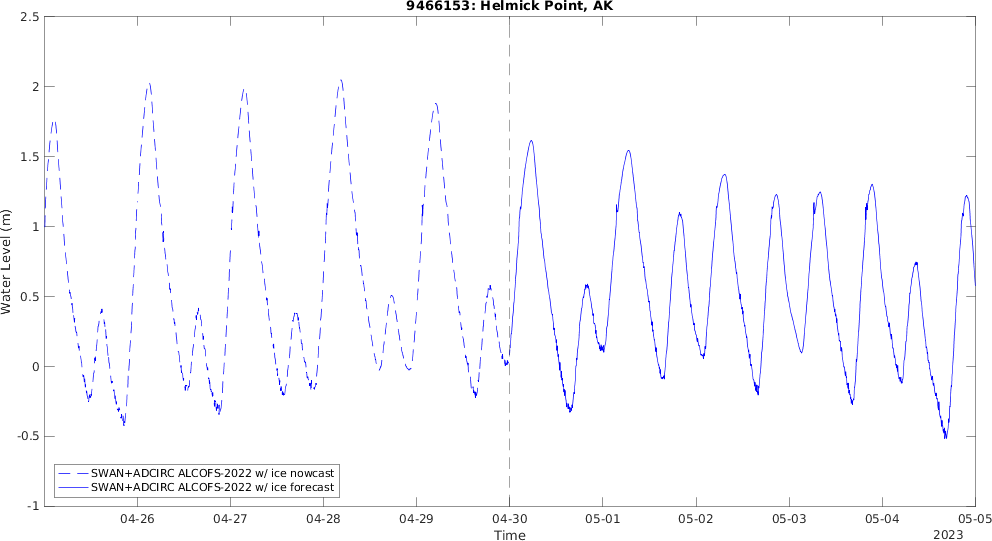 9466153: Helmick Point, AK
2.5
2
1.5
1
0.5
0
-0.5
-1
Water Level (m)
SWAN+ADCIRC ALCOFS-2022 w/ ice nowcast
SWAN+ADCIRC ALCOFS-2022 w/ ice forecast
04-26 04-27 04-28 04-29 04-30 05-01 05-02 05-03 05-04 05-05
Time
2023